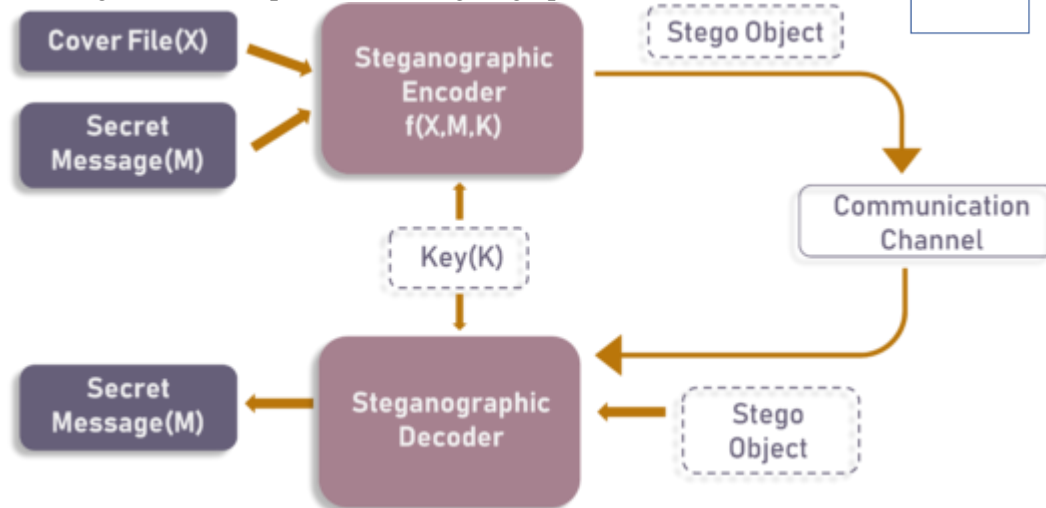 Cover File(X)
Secret
Message(M)
Steganographic
Encoder
f(X,M,K)
Stego Object
Communication
Channel
Key(K)
Secret
Message(M)
Steganographic
Decoder
Stego
Object